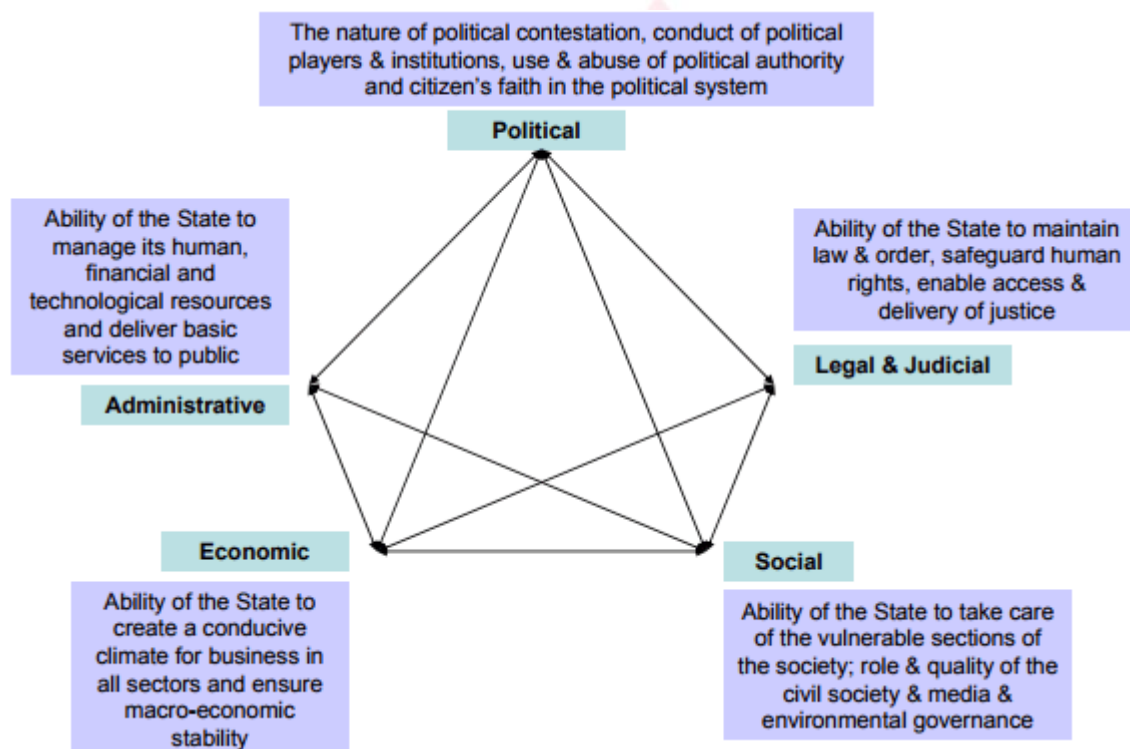 The nature of political contestation, conduct of political
players & institutions, use & abuse of political authority
and citizen's faith in the political system
Political
Ability of the State to
manage its human,
financial and
technological resources
and deliver basic
services to public
Administrative
Ability of the State to maintain
law & order, safeguard human
rights, enable access &
delivery of justice
Legal & Judicial
Economic
Ability of the State to
create a conducive
climate for business in
all sectors and ensure
macro-economic
stability
Social
Ability of the State to take care
of the vulnerable sections of
the society; role & quality of the
civil society & media &
environmental governance